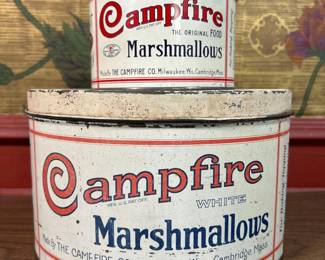 Campfire
THE ORIGINAL FOOD
Marshmallows
Made By THE CAMPFIRE CO. Milwaukee, Wis. Cambridge, Mass.
Campfire
REG. U.S. PAT. OFF.
WHITE
Marshmallows
Made By THE CAMPFIRE CO. Cambridge Mass.